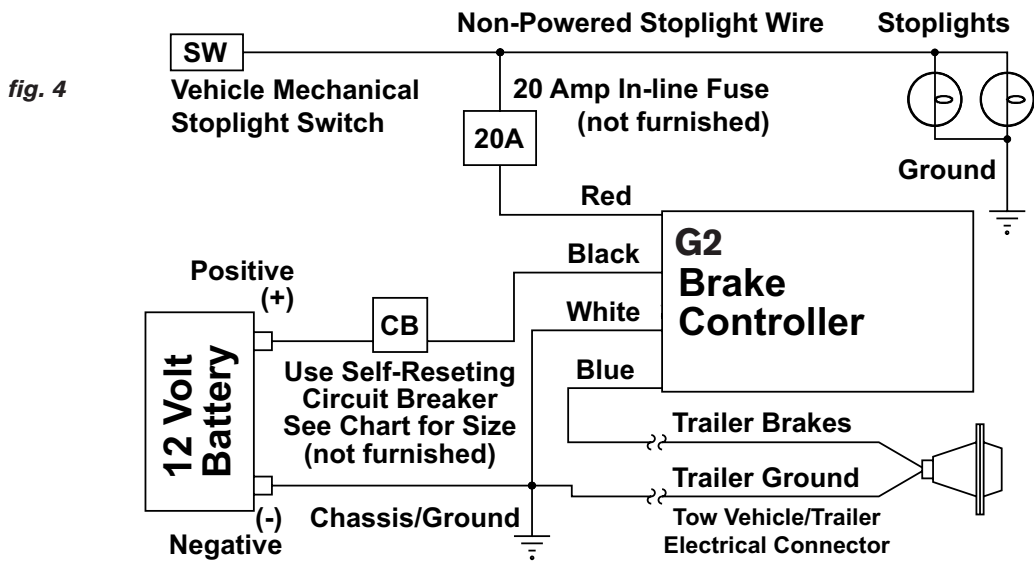 fig. 4
SW
Vehicle Mechanical
Stoplight Switch
Non-Powered Stoplight Wire
Stoplights
20 Amp In-line Fuse
(not furnished)
20A
Ground
Red
Black
White
Blue
G2
Brake
Controller
Positive
(+)
CB
12 Volt
Battery
Use Self-Reseting
Circuit Breaker
See Chart for Size
(not furnished)
(-)
Negative
Chassis/Ground
Trailer Brakes
Trailer Ground
Tow Vehicle/Trailer
Electrical Connector